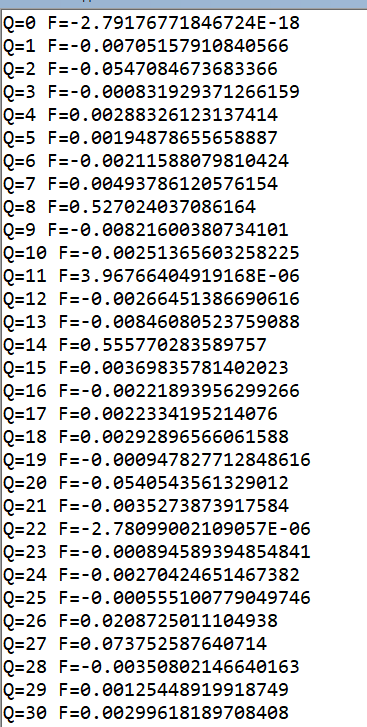 Q=0 F=-2.79176771846724E-18
Q=1 F=-0.00705157910840566
Q=2 F=-0.0547084673683366
Q=3 F=-0.000831929371266159
Q=4 F=0.00288326123137414
Q=5 F=0.00194878655658887
Q=6 F=-0.00211588079810424
Q=7 F=0.00493786120576154
Q=8 F=0.527024037086164
Q=9 F=-0.00821600380734101
Q=10 F=-0.00251365603258225
Q=11 F=3.96766404919168E-06
Q=12 F=-0.00266451386690616
Q=13 F=-0.00846080523759088
Q=14 F=0.555770283589757
Q=15 F=0.00369835781402023
Q=16 F=-0.00221893956299266
Q=17 F=0.0022334195214076
Q=18 F=0.00292896566061588
Q=19 F=-0.000947827712848616
Q=20 F=-0.0540543561329012
Q=21 F=-0.0035273873917584
Q=22 F=-2.78099002109057E-06
Q=23 F=-0.000894589394854841
Q=24 F=-0.00270424651467382
Q=25 F=-0.000555100779049746
Q=26 F=0.0208725011104938
Q=27 F=0.073752587640714
Q=28 F=-0.00350802146640163
Q=29 F=0.00125448919918749
Q=30 F=0.00299618189708408